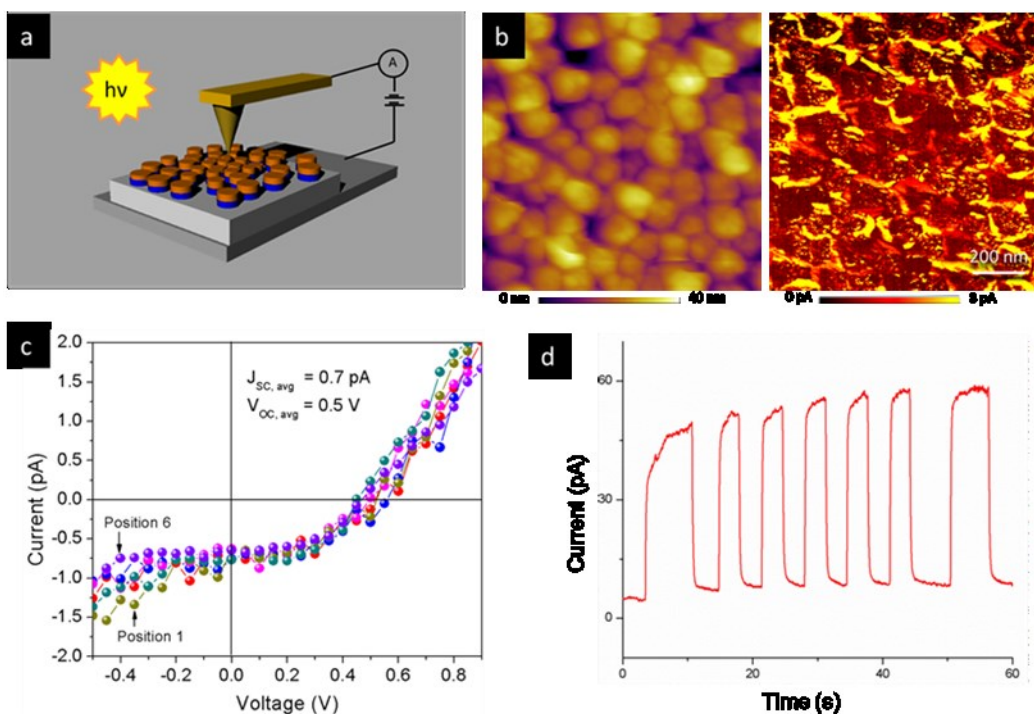 a
hν
A
b
0 nm 40 nm
200 nm
0 pA 8 pA
c
J_SC, avg = 0.7 pA
V_OC, avg = 0.5 V
Position 6
Position 1
2.0
1.5
1.0
0.5
0.0
-0.5
-1.0
-1.5
-2.0
Current (pA)
-0.4 -0.2 0.0 0.2 0.4 0.6 0.8
Voltage (V)
d
60
30
0
Current (pA)
0 20 40 60
Time (s)